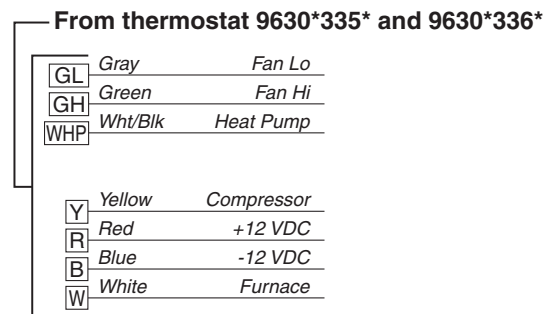 From thermostat 9630*335* and 9630*336*
GL Gray Fan Lo
GH Green Fan Hi
WHP Wht/Blk Heat Pump
Y Yellow Compressor
R Red +12 VDC
B Blue -12 VDC
W White Furnace